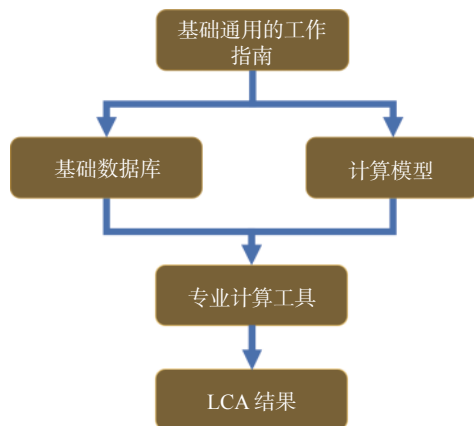 基础通用的工作
指南
基础数据库
计算模型
专业计算工具
LCA 结果